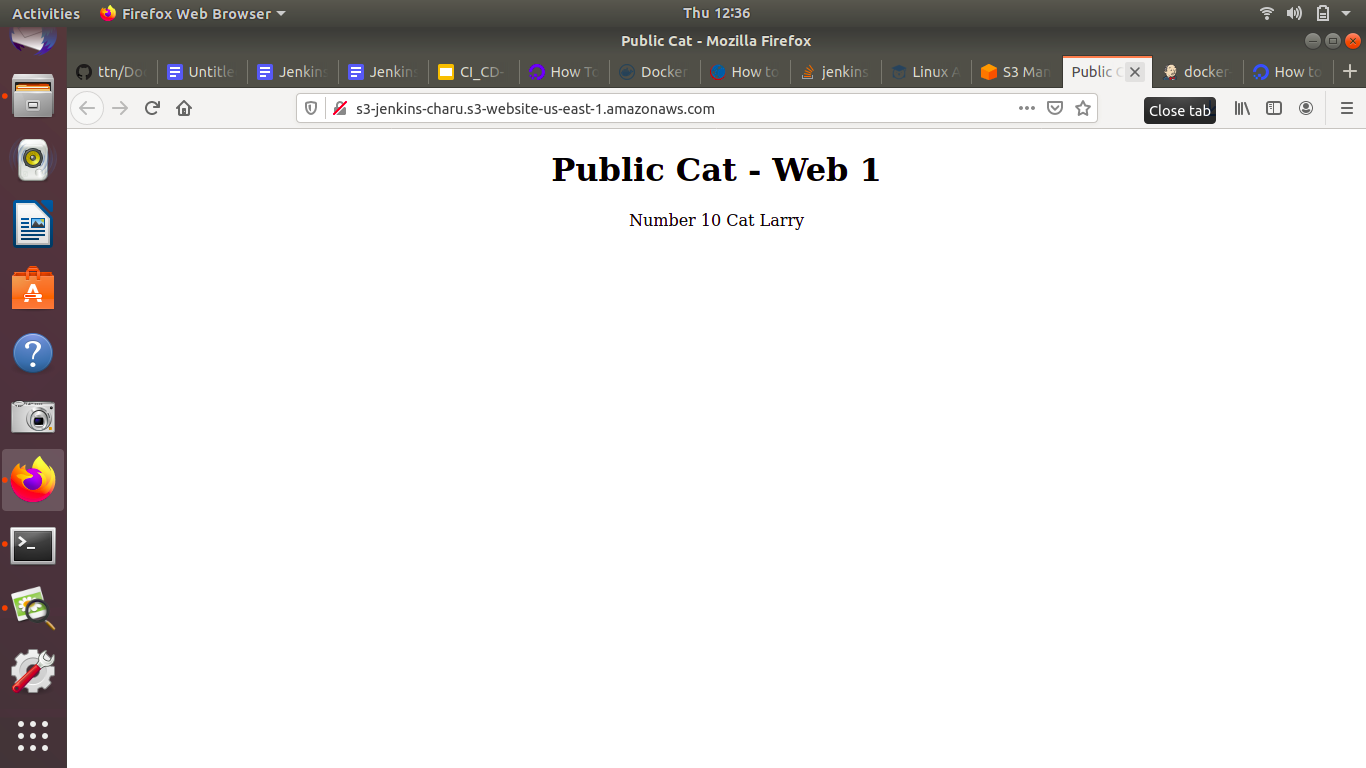 Activities Firefox Web Browser Thu 12:36
Public Cat - Mozilla Firefox
ttn/Do Untitle Jenkins Jenkins CI_CD- How To Docker How to jenkins Linux A S3 Man Public C docker How to
s3-jenkins-charu.s3-website-us-east-1.amazonaws.com
Close tab
Public Cat - Web 1
Number 10 Cat Larry